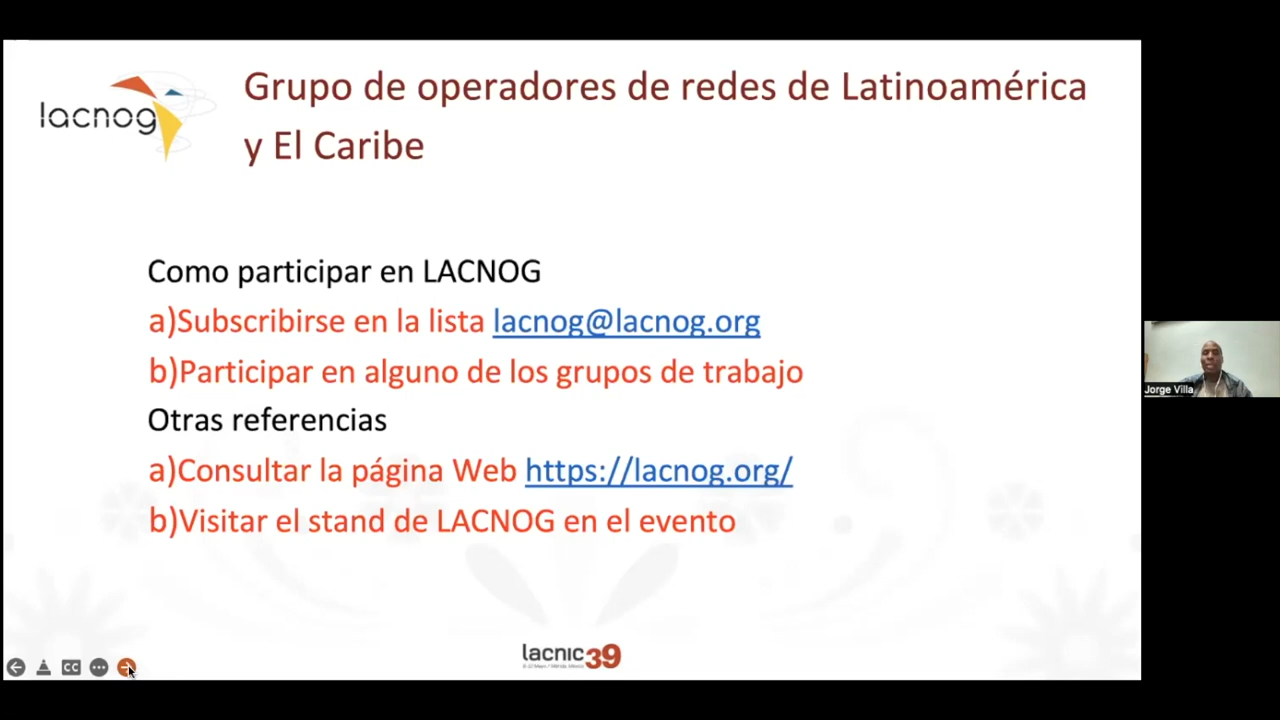 lacnog
Grupo de operadores de redes de Latinoamérica
y El Caribe
Como participar en LACNOG
a)Subscribirse en la lista lacnog@lacnog.org
b)Participar en alguno de los grupos de trabajo
Otras referencias
a)Consultar la página Web https://lacnog.org/
b)Visitar el stand de LACNOG en el evento
Jorge Villa
lacnic39
CC